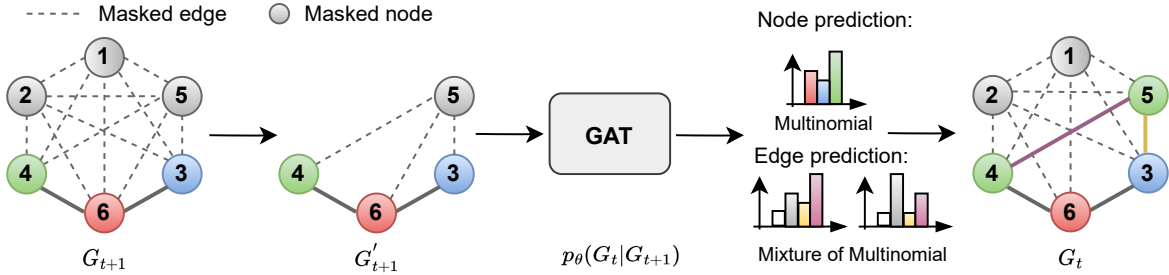 Masked edge
Masked node
1
2
5
4
3
6
G_{t+1}
5
4
3
6
G'_{t+1}
GAT
p_θ(G_t|G_{t+1})
Node prediction:
Multinomial
Edge prediction:
Mixture of Multinomial
1
2
5
4
3
6
G_t